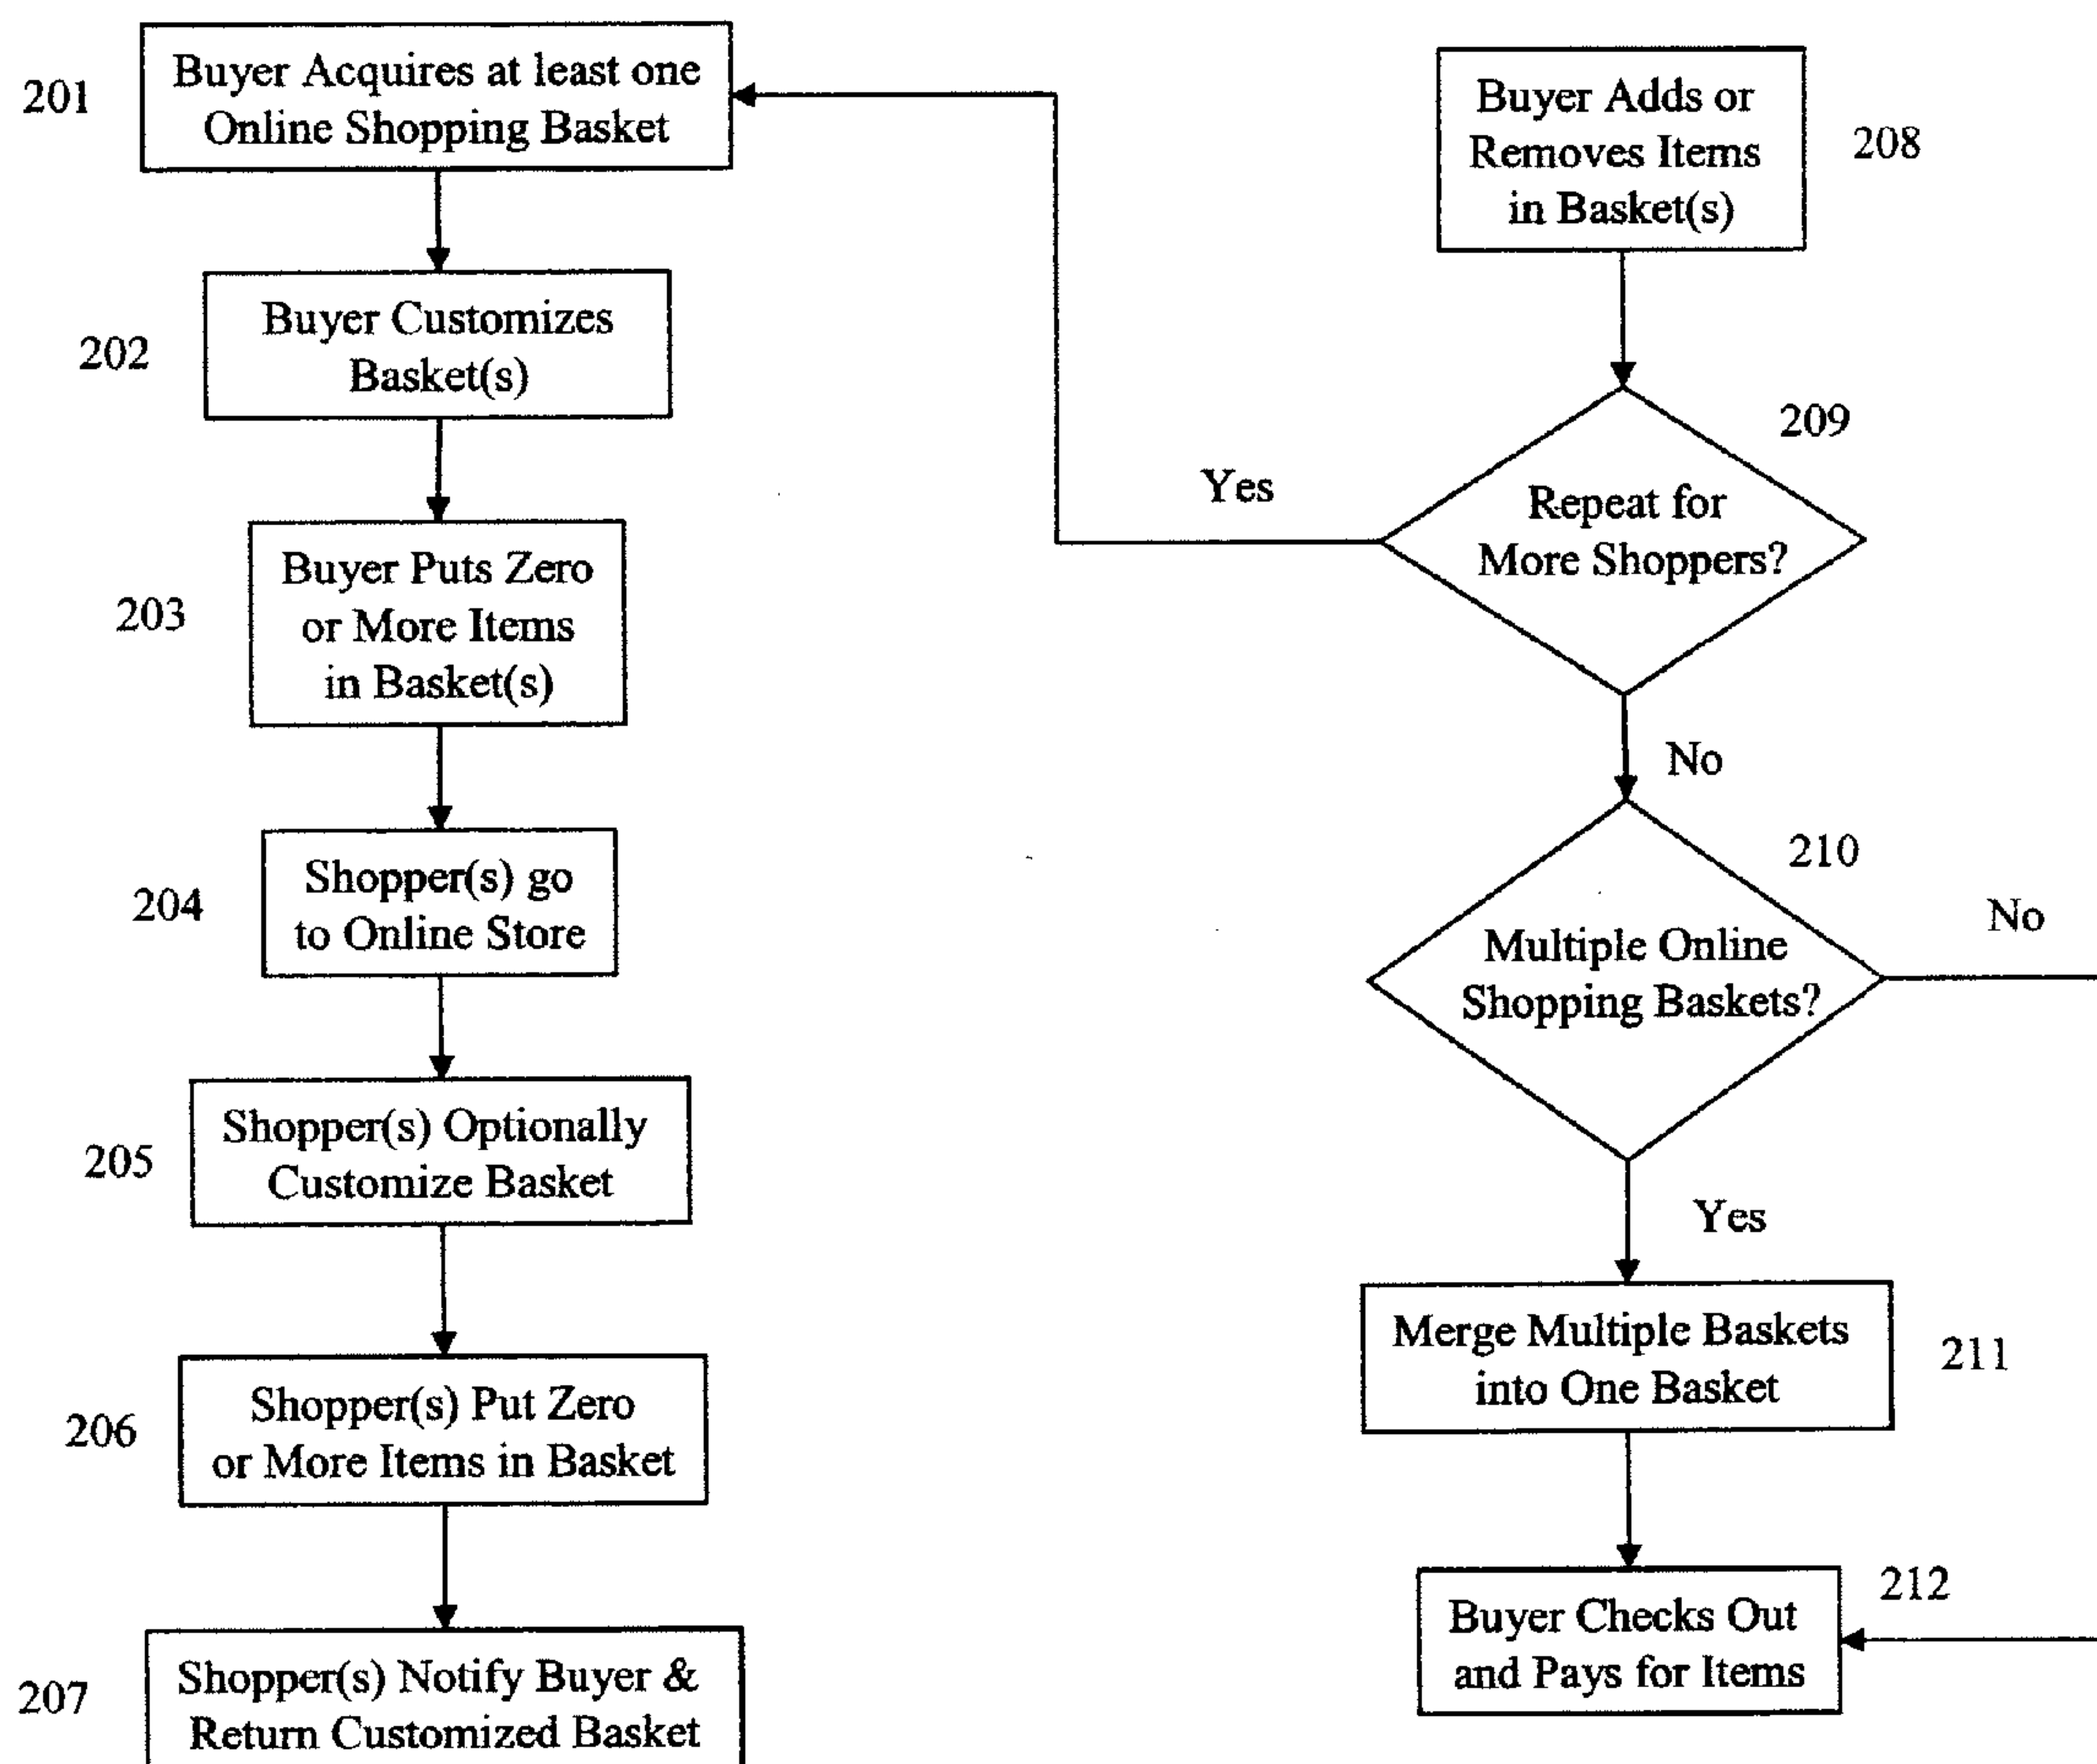 201
Buyer Acquires at least one
Online Shopping Basket
202
Buyer Customizes
Basket(s)
203
Buyer Puts Zero
or More Items
in Basket(s)
204
Shopper(s) go
to Online Store
205
Shopper(s) Optionally
Customize Basket
206
Shopper(s) Put Zero
or More Items in Basket
207
Shopper(s) Notify Buyer &
Return Customized Basket
Buyer Adds or
Removes Items
in Basket(s)
208
209
Repeat for
More Shoppers?
Yes
No
210
Multiple Online
Shopping Baskets?
No
Yes
Merge Multiple Baskets
into One Basket
211
212
Buyer Checks Out
and Pays for Items